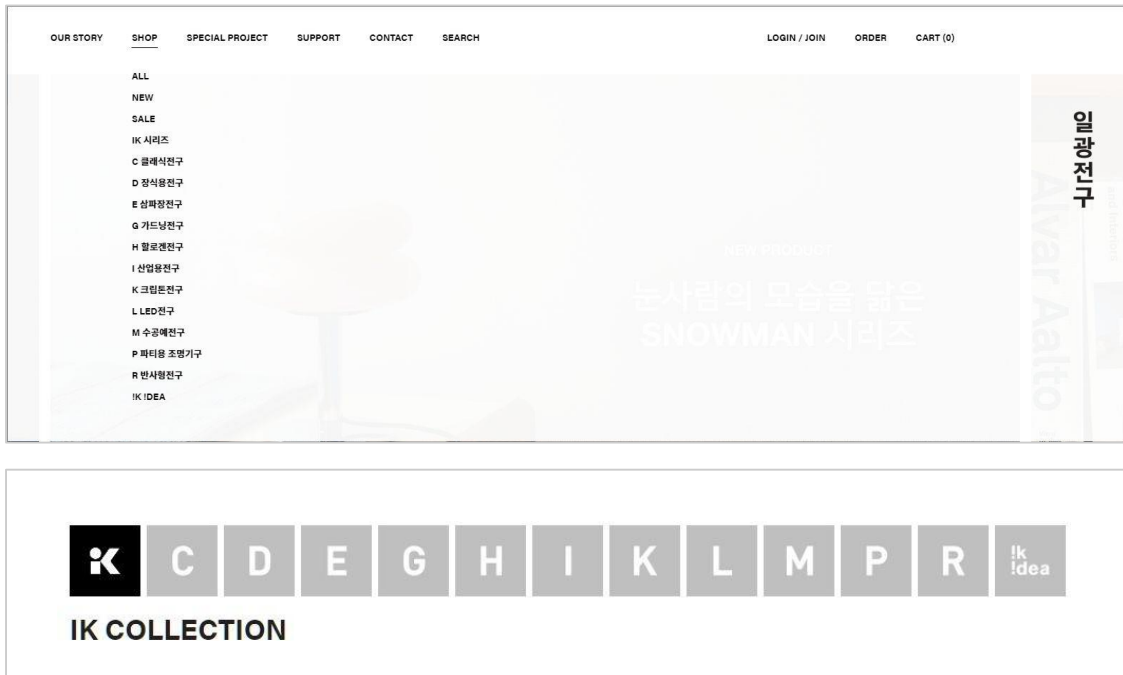 OUR STORY SHOP SPECIAL PROJECT SUPPORT CONTACT SEARCH LOGIN / JOIN ORDER CART (0)
ALL
NEW
SALE
IK 시리즈
C 클래식전구
D 장식용전구
E 삼파장전구
G 가드닝전구
H 할로겐전구
I 산업용전구
K 크립톤전구
L LED전구
M 수공예전구
P 파티용 조명기구
R 반사형전구
!K !DEA
NEW PRODUCT
눈사람의 모습을 닮은
SNOWMAN 시리즈
Alvar Aalto
일광전구
iK C D E G H I K L M P R !k !dea
IK COLLECTION